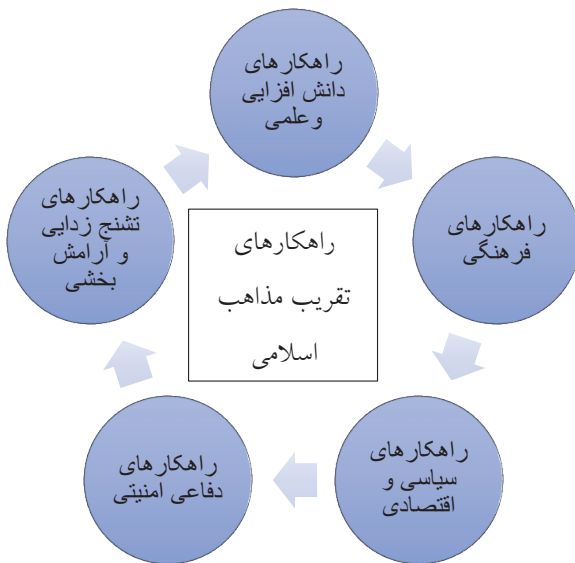 راهکارهای
دانش افزایی
وعلمی
راهکارهای
فرهنگی
راهکارهای
سیاسی و
اقتصادی
راهکارهای
دفاعی امنیتی
راهکارهای
تشنج زدایی
و آرامش
بخشی
راهکارهای
تقریب مذاهب
اسلامی